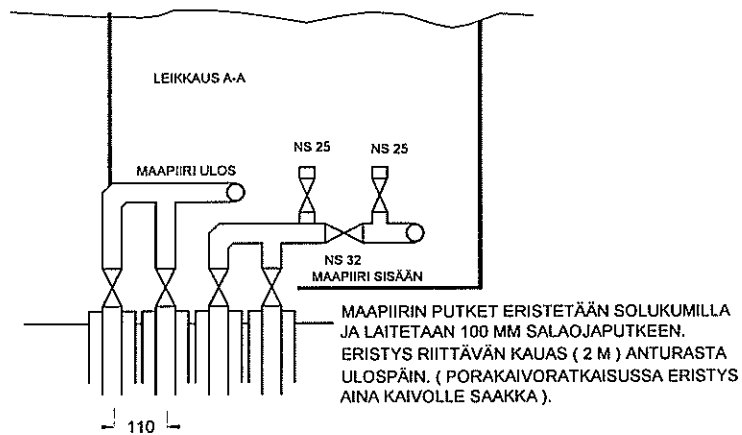 LEIKKAUS A-A
NS 25
NS 25
MAAPIIRI ULOS
NS 32
MAAPIIRI SISÄÄN
MAAPIIRIN PUTKET ERISTETÄÄN SOLUKUMILLA
JA LAITETAAN 100 MM SALAOJAPUTKEEN.
ERISTYS RIITTÄVÄN KAUAS ( 2 M ) ANTURASTA
ULOSPÄIN. ( PORAKAIVORATKAISUSSA ERISTYS
AINA KAIVOLLE SAAKKA ).
110